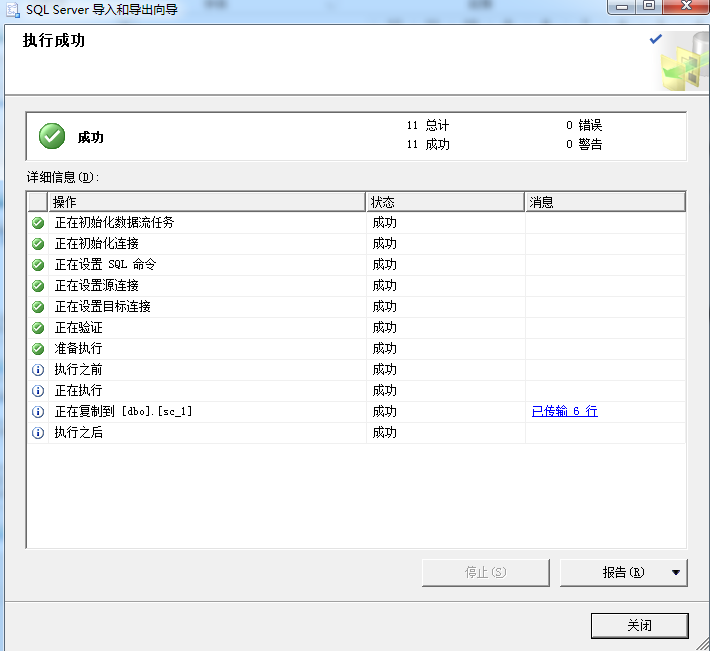 SQL Server 导入和导出向导
执行成功
成功
11 总计
0 错误
11 成功
0 警告
详细信息(D):
操作 状态 消息
正在初始化数据流任务 成功
正在初始化连接 成功
正在设置 SQL 命令 成功
正在设置源连接 成功
正在设置目标连接 成功
正在验证 成功
准备执行 成功
执行之前 成功
正在执行 成功
正在复制到 [dbo].[sc_1] 成功 已传输 6 行
执行之后 成功
停止(S)
报告(R)
关闭